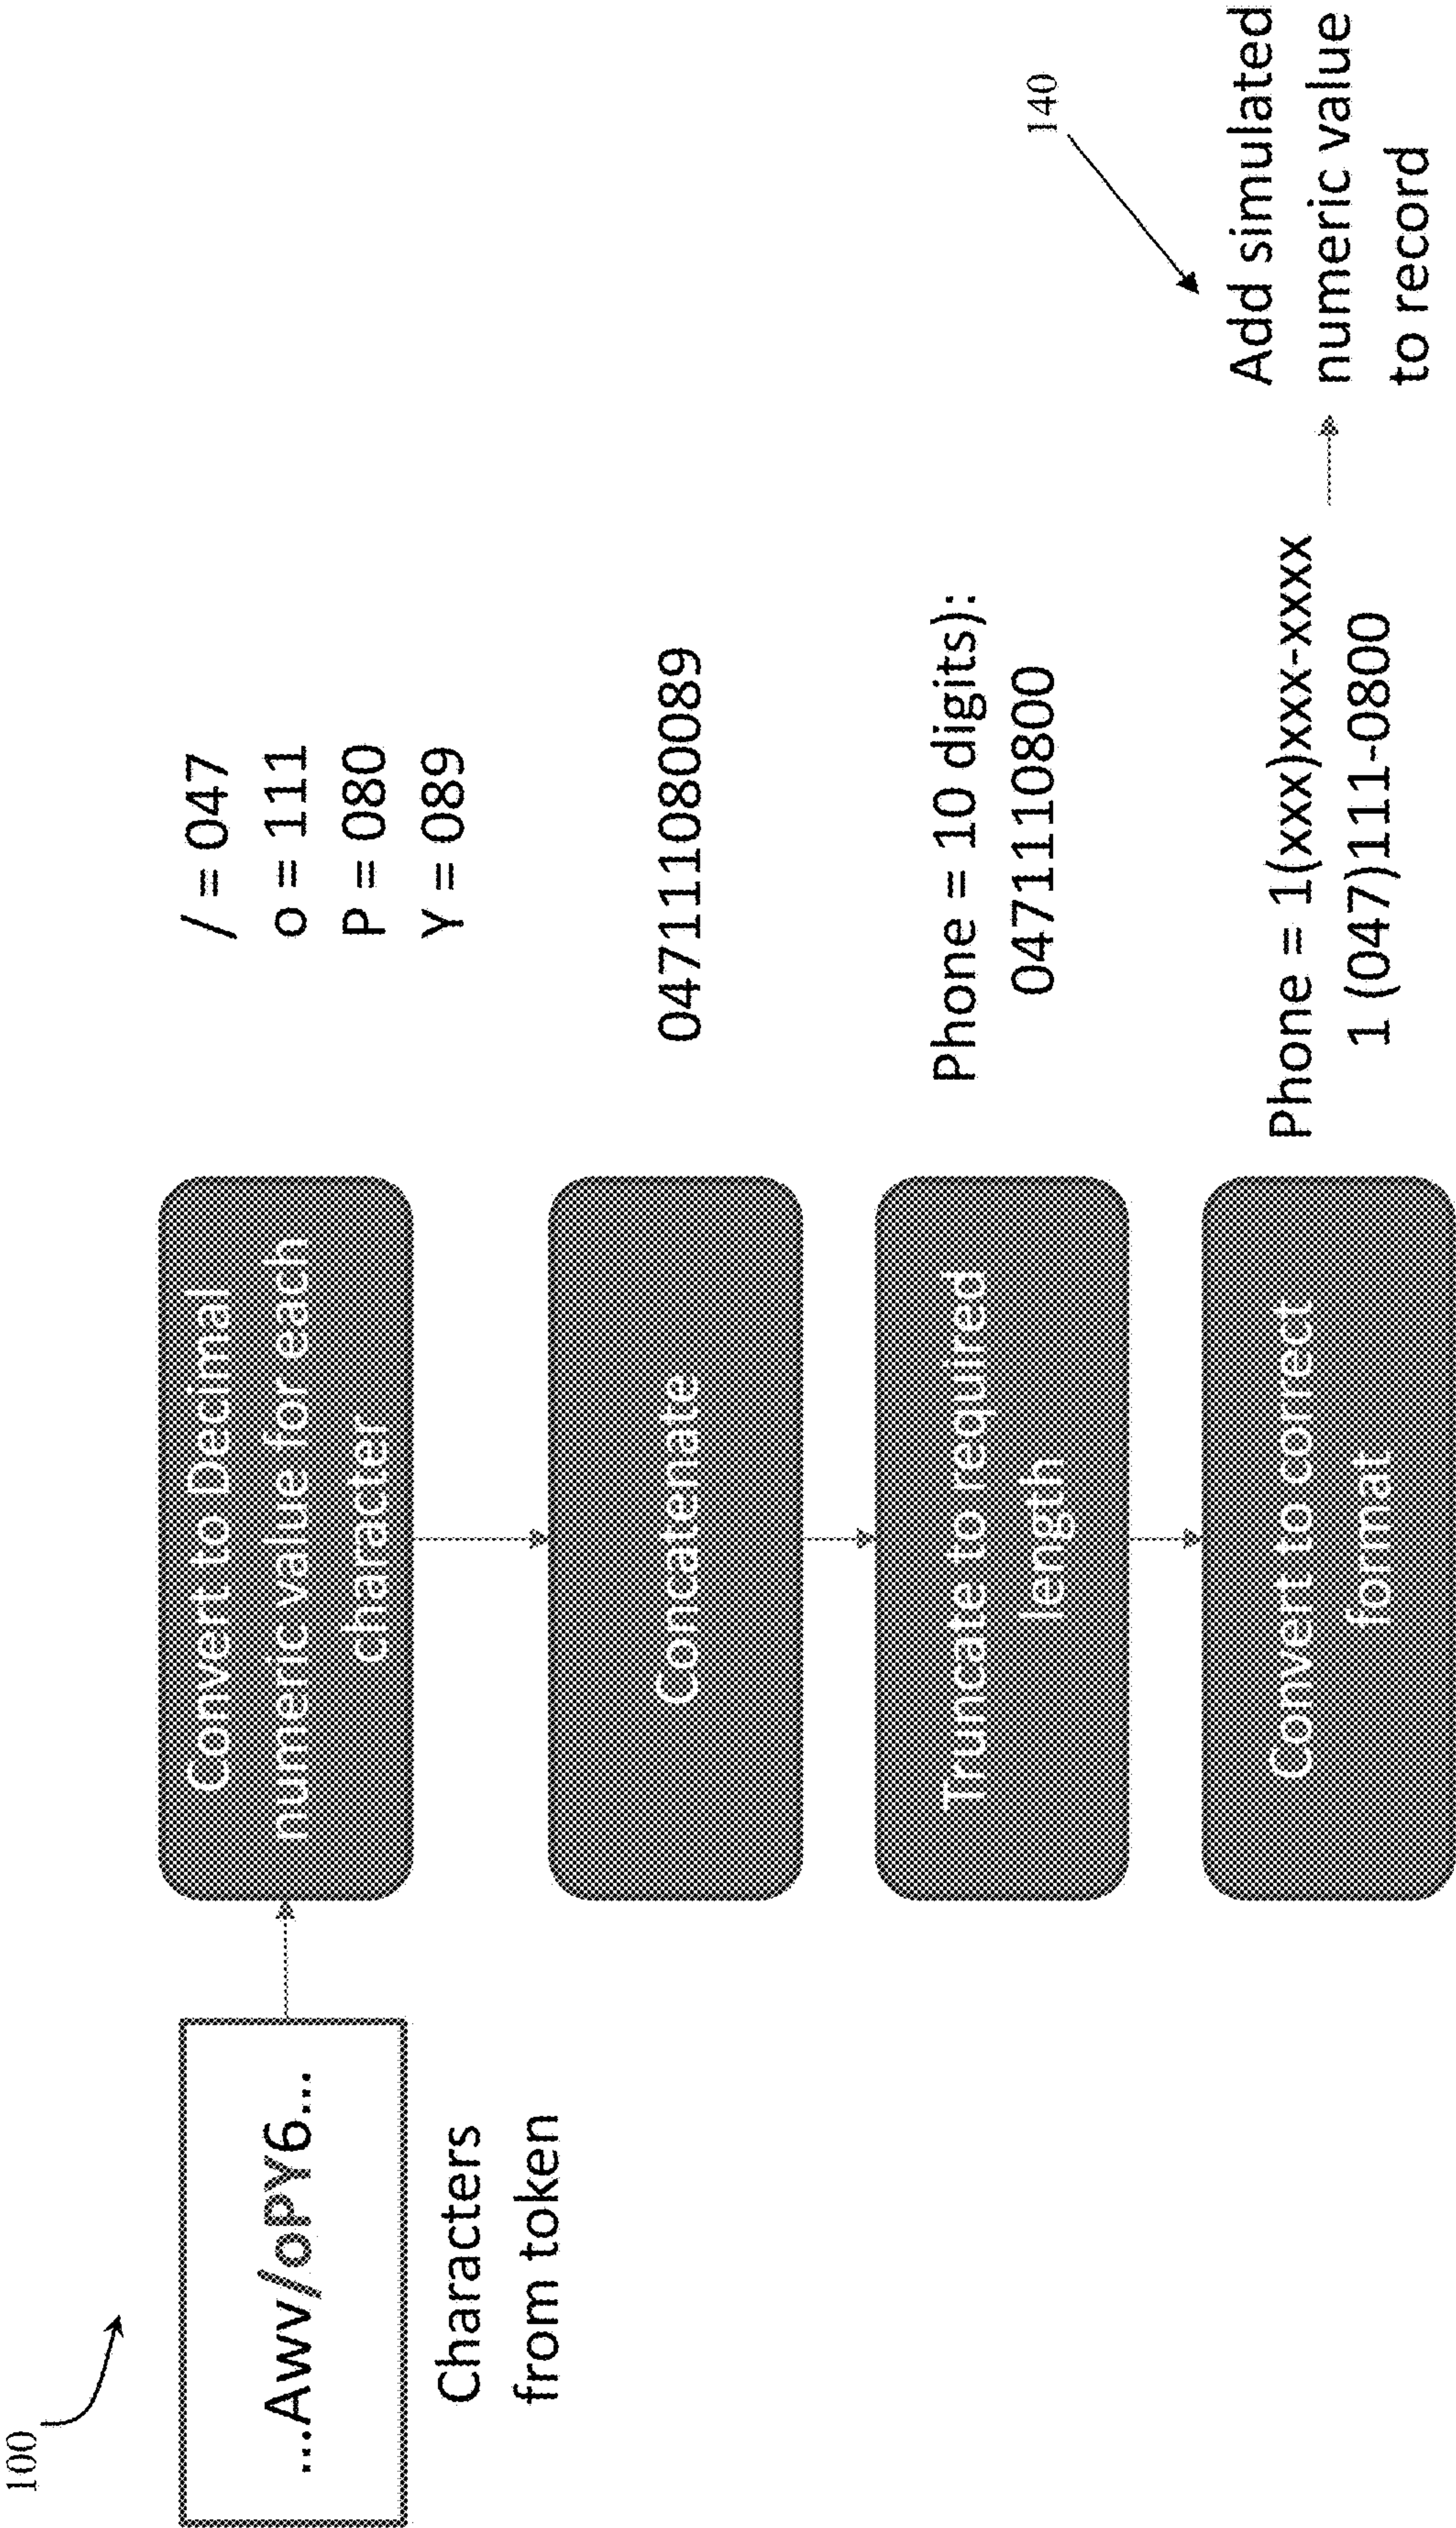 100
...Awv/oPY6...
Characters
from token
Convert to Decimal
numeric value for each
character
/ = 047
o = 111
P = 080
Y = 089
Concatenate
047111080089
Truncate to required
length
Phone = 10 digits):
0471110800
140
Convert to correct
format
Phone = 1(xxx)xxx-xxxx
1 (047)111-0800
Add simulated
numeric value
to record